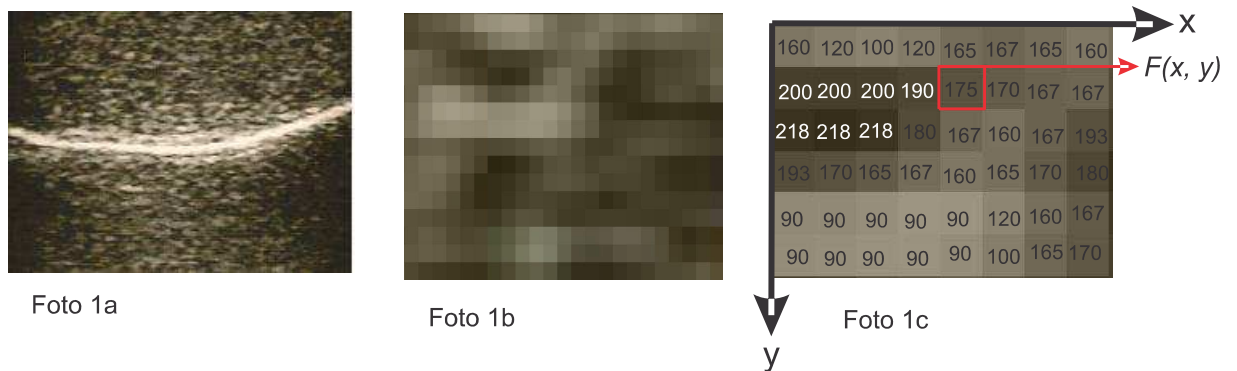 x
160 120 100 120 165 167 165 160
F(x, y)
200 200 200 190 175 170 167 167
218 218 218 180 167 160 167 193
193 170 165 167 160 165 170 180
90 90 90 90 90 120 160 167
90 90 90 90 90 100 165 170
y
Foto 1a
Foto 1b
Foto 1c